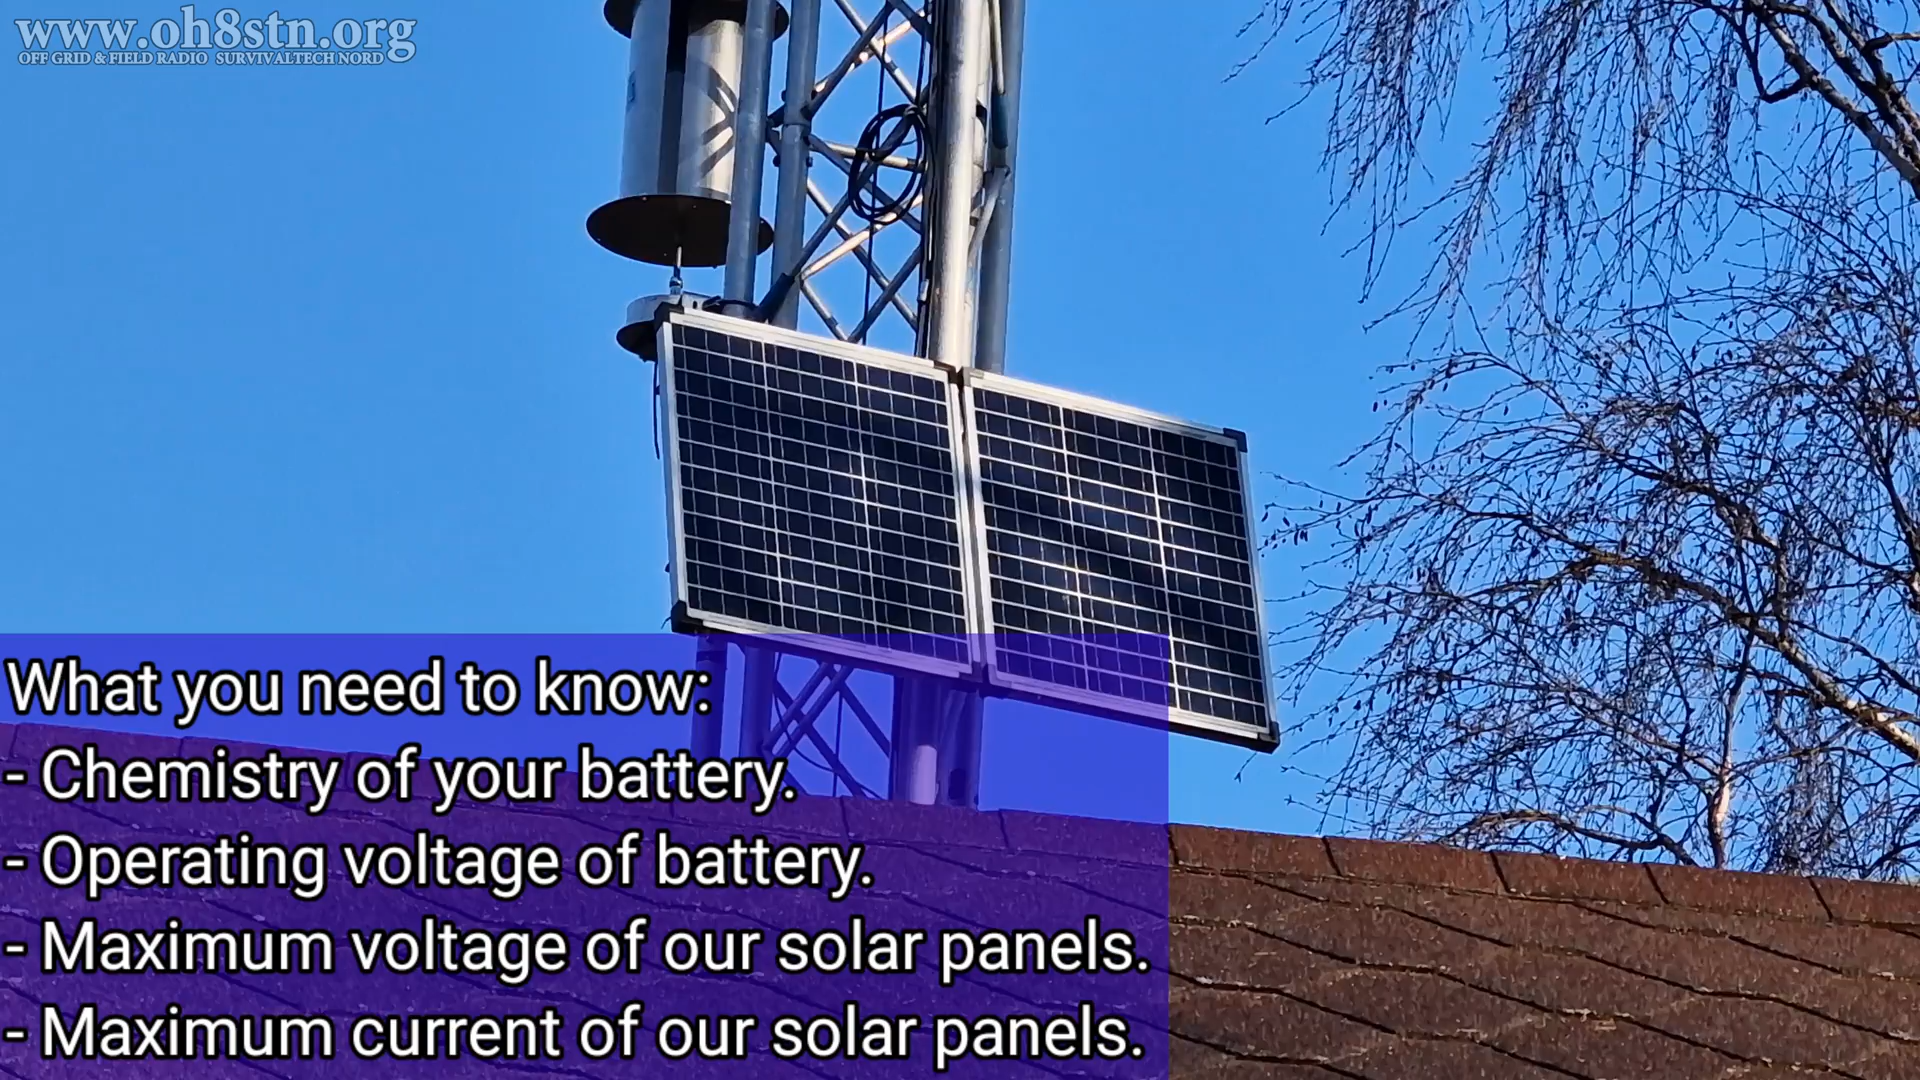 www.oh8stn.org
OFF GRID & FIELD RADIO SURVIVALTECH NORD
What you need to know:
- Chemistry of your battery.
- Operating voltage of battery.
- Maximum voltage of our solar panels.
- Maximum current of our solar panels.